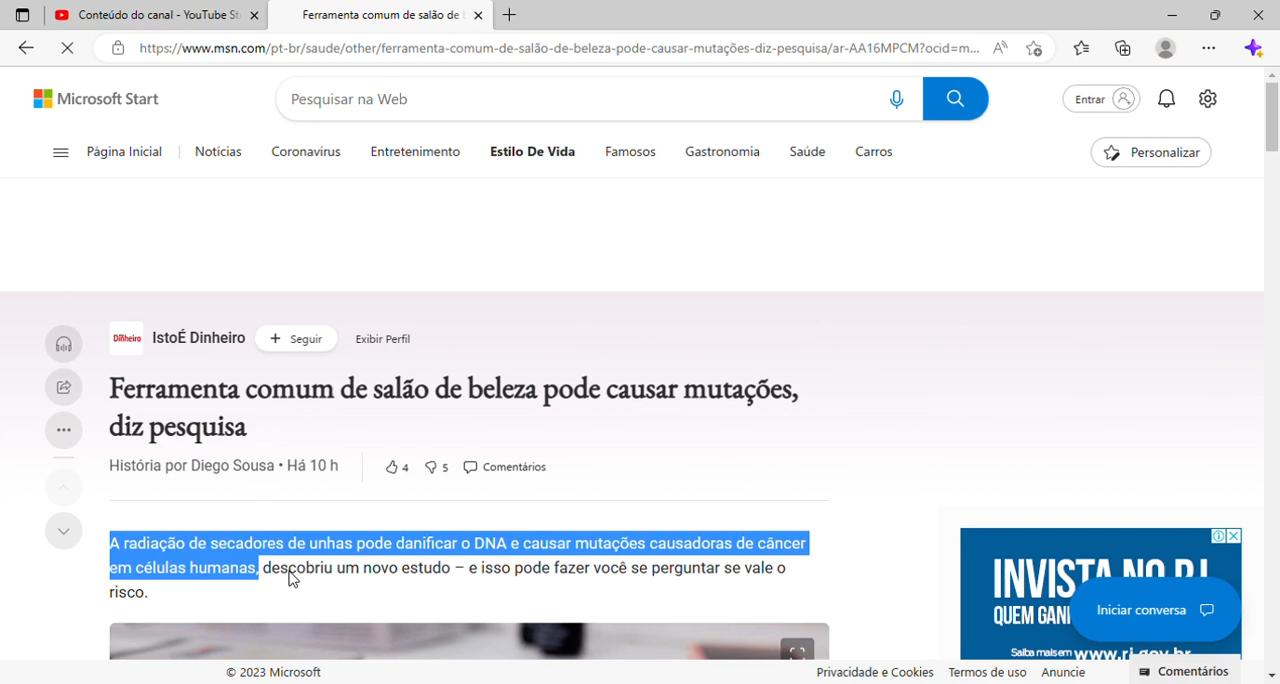 Conteúdo do canal - YouTube St
Ferramenta comum de salão de b
https://www.msn.com/pt-br/saude/other/ferramenta-comum-de-salão-de-beleza-pode-causar-mutações-diz-pesquisa/ar-AA16MPCM?ocid=m...
Microsoft Start
Pesquisar na Web
Entrar
Página Inicial
Notícias
Coronavírus
Entretenimento
Estilo De Vida
Famosos
Gastronomia
Saúde
Carros
Personalizar
Dinheiro
IstoÉ Dinheiro
+ Seguir
Exibir Perfil
Ferramenta comum de salão de beleza pode causar mutações,
diz pesquisa
História por Diego Sousa • Há 10 h
4
5
Comentários
A radiação de secadores de unhas pode danificar o DNA e causar mutações causadoras de câncer
em células humanas, descobriu um novo estudo – e isso pode fazer você se perguntar se vale o
risco.
INVISTA NO RJ
QUEM GAN
Saiba mais em www.rj.gov.br
Iniciar conversa
© 2023 Microsoft
Privacidade e Cookies
Termos de uso
Anuncie
Comentários